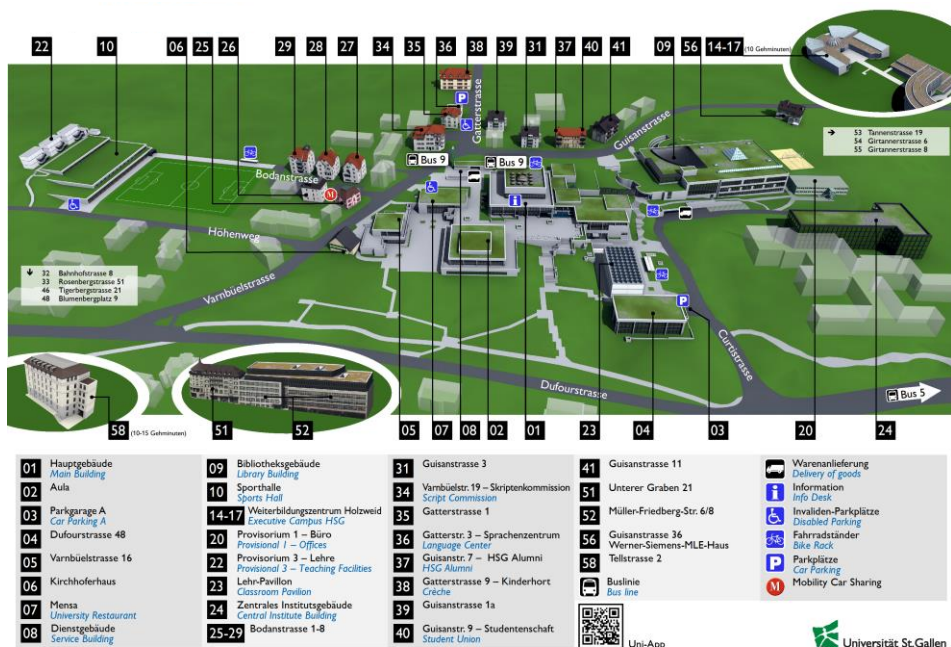 22 10 06 25 26 29 28 27 34 35 36 38 39 31 37 40 41 09 56 14-17 (10 Gehminuten)
Gatterstrasse
Guisanstrasse
→ 53 Tannenstrasse 19
54 Girtannerstrasse 6
55 Girtannerstrasse 8
P
Bus 9
Bus 9
Bodanstrasse
M
i
Höhenweg
Varnbüelstrasse
↓ 32 Bahnhofstrasse 8
33 Rosenbergstrasse 51
46 Tigerbergstrasse 21
48 Blumenbergplatz 9
P
Curtistrasse
Dufourstrasse
Bus 5
58 (10-15 Gehminuten) 51 52 05 07 08 02 01 23 04 03 20 24
01 Hauptgebäude
Main Building
02 Aula
03 Parkgarage A
Car Parking A
04 Dufourstrasse 48
05 Varnbüelstrasse 16
06 Kirchhoferhaus
07 Mensa
University Restaurant
08 Dienstgebäude
Service Building
09 Bibliotheksgebäude
Library Building
10 Sporthalle
Sports Hall
14-17 Weiterbildungszentrum Holzweid
Executive Campus HSG
20 Provisorium 1 – Büro
Provisional 1 – Offices
22 Provisorium 3 – Lehre
Provisional 3 – Teaching Facilities
23 Lehr-Pavillon
Classroom Pavilion
24 Zentrales Institutsgebäude
Central Institute Building
25-29 Bodanstrasse 1-8
31 Guisanstrasse 3
34 Varnbüelstr. 19 – Skriptenkommission
Script Commission
35 Gatterstrasse 1
36 Gatterstr. 3 – Sprachenzentrum
Language Center
37 Guisanstr. 7 – HSG Alumni
HSG Alumni
38 Gatterstrasse 9 – Kinderhort
Crèche
39 Guisanstrasse 1a
40 Guisanstr. 9 – Studentenschaft
Student Union
41 Guisanstrasse 11
51 Unterer Graben 21
52 Müller-Friedberg-Str. 6/8
56 Guisanstrasse 36
Werner-Siemens-MLE-Haus
58 Tellstrasse 2
Buslinie
Bus line
Uni-App
Warenanlieferung
Delivery of goods
i Information
Info Desk
Invaliden-Parkplätze
Disabled Parking
Fahrradständer
Bike Rack
P Parkplätze
Car Parking
M Mobility Car Sharing
Universität St.Gallen